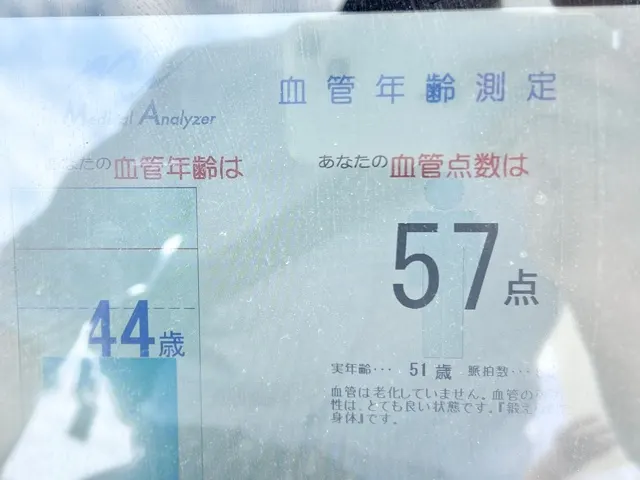 血管年齢測定
Medical Analyzer
あなたの血管年齢は
44歳
あなたの血管点数は
57点
実年齢・・・ 51歳 脈拍数・・・
血管は老化していません。血管の
性は、とても良い状態です。『鍛え
身体』です。